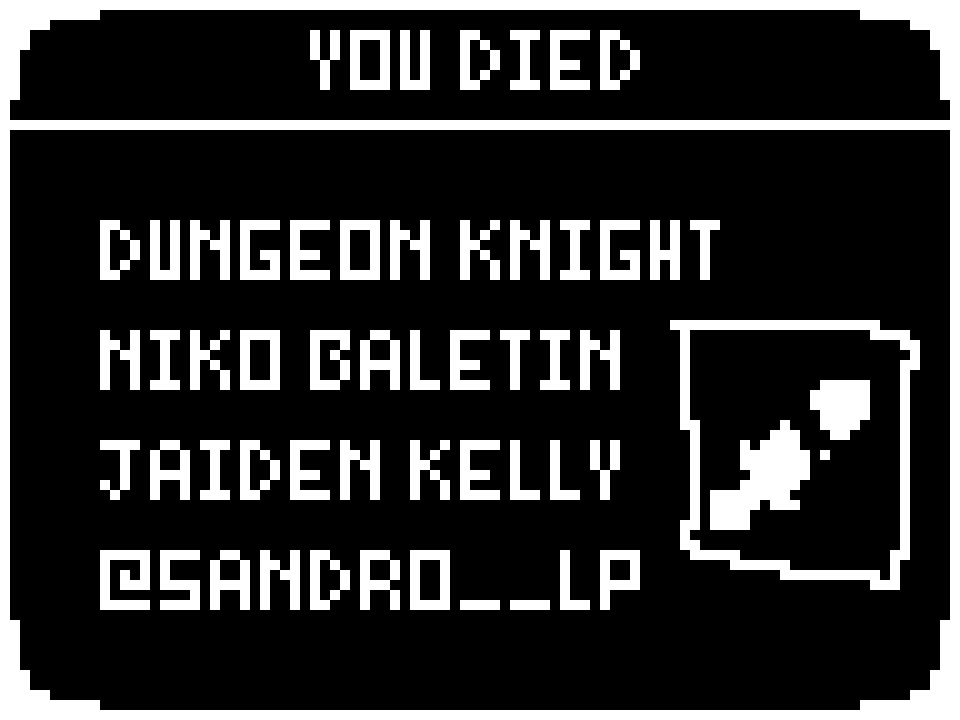 YOU DIED
DUNGEON KNIGHT
NIKO BALETIN
JAIDEN KELLY
@SANDRO__LP